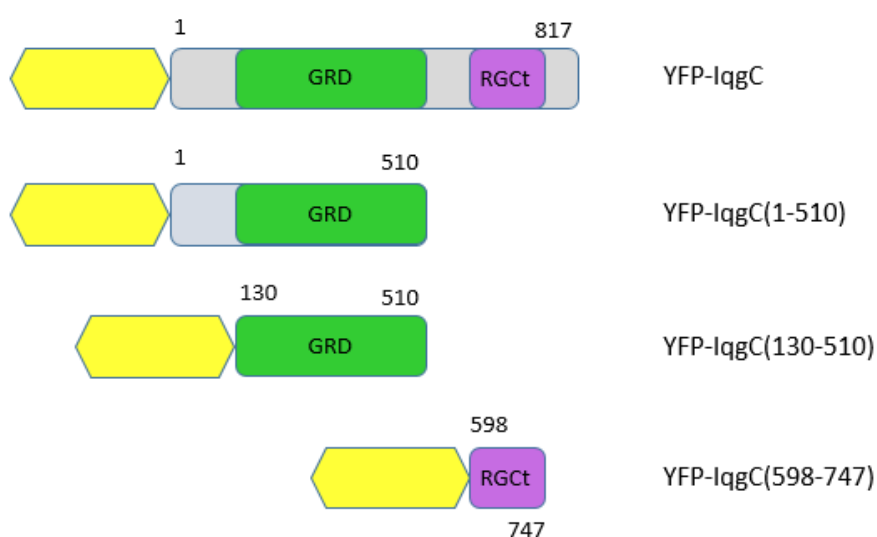 1 817
GRD RGCt YFP-IqgC
1 510
GRD YFP-IqgC(1-510)
130 510
GRD YFP-IqgC(130-510)
598
RGCt YFP-IqgC(598-747)
747